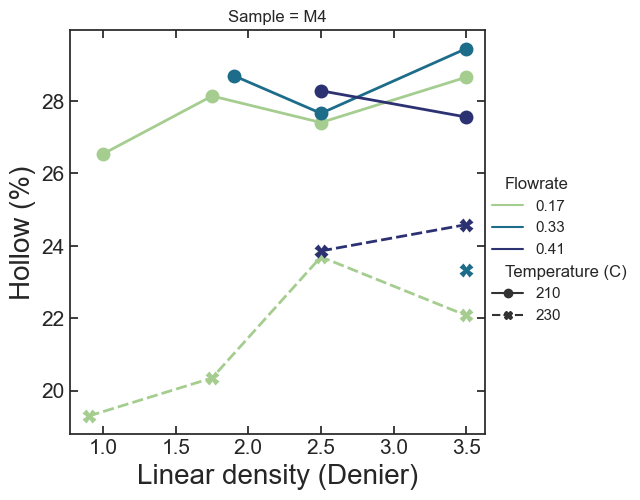 Sample = M4
Hollow (%)
28
26
24
22
20
1.0 1.5 2.0 2.5 3.0 3.5
Linear density (Denier)
Flowrate
0.17
0.33
0.41
Temperature (C)
210
230